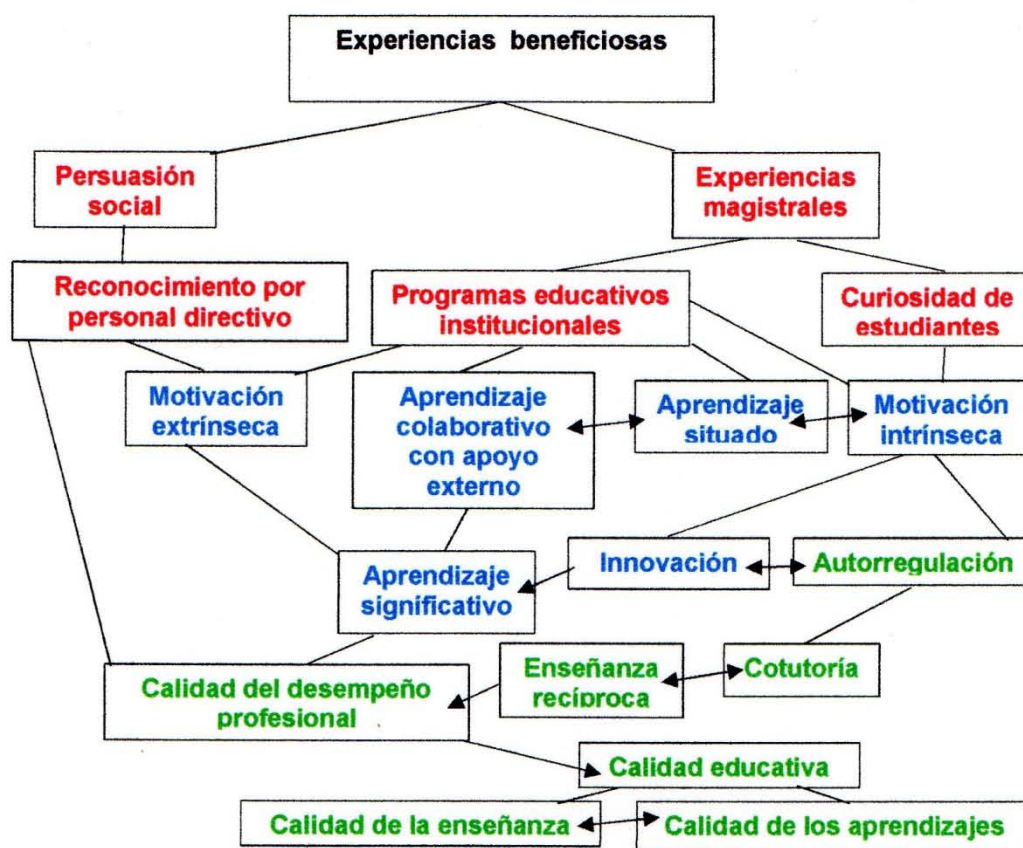 Experiencias beneficiosas
Persuasión
social
Experiencias
magistrales
Reconocimiento por
personal directivo
Programas educativos
institucionales
Curiosidad de
estudiantes
Motivación
extrínseca
Aprendizaje
colaborativo
con apoyo
externo
Aprendizaje
situado
Motivación
intrínseca
Aprendizaje
significativo
Innovación
Autorregulación
Enseñanza
recíproca
Cotutoría
Calidad del desempeño
profesional
Calidad educativa
Calidad de la enseñanza
Calidad de los aprendizajes